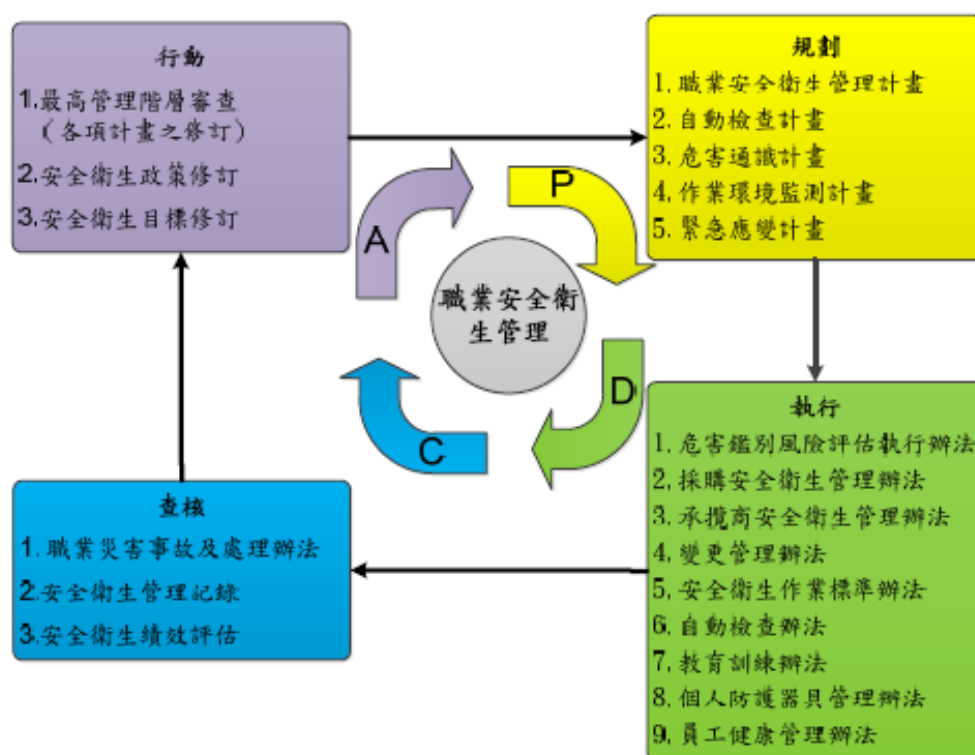 行動
1.最高管理階層審查
(各項計畫之修訂)
2.安全衛生政策修訂
3.安全衛生目標修訂
規劃
1.職業安全衛生管理計畫
2.自動檢查計畫
3.危害通識計畫
4.作業環境監測計畫
5.緊急應變計畫
A
P
職業安全衛
生管理
C
D
查核
1.職業災害事故及處理辦法
2.安全衛生管理記錄
3.安全衛生績效評估
執行
1.危害鑑別風險評估執行辦法
2.採購安全衛生管理辦法
3.承攬商安全衛生管理辦法
4.變更管理辦法
5.安全衛生作業標準辦法
6.自動檢查辦法
7.教育訓練辦法
8.個人防護器具管理辦法
9.員工健康管理辦法